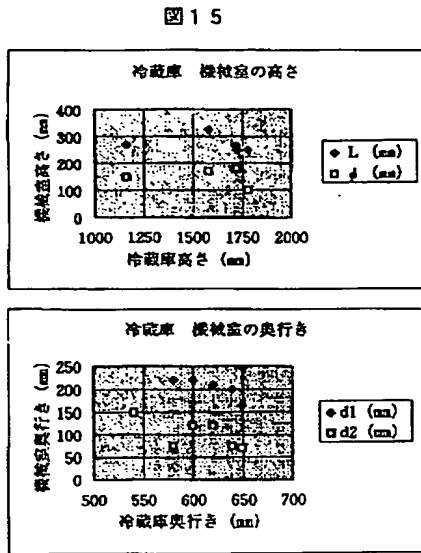 図15
冷蔵庫 機械室の高さ
機械室高さ (mm)
400
300
200
100
0
1000 1250 1500 1750 2000
冷蔵庫高さ (mm)
L (mm)
(mm)
冷蔵庫 機械室の奥行き
機械室奥行き (mm)
250
200
150
100
50
0
500 550 600 650 700
冷蔵庫奥行き (mm)
d1 (mm)
d2 (mm)